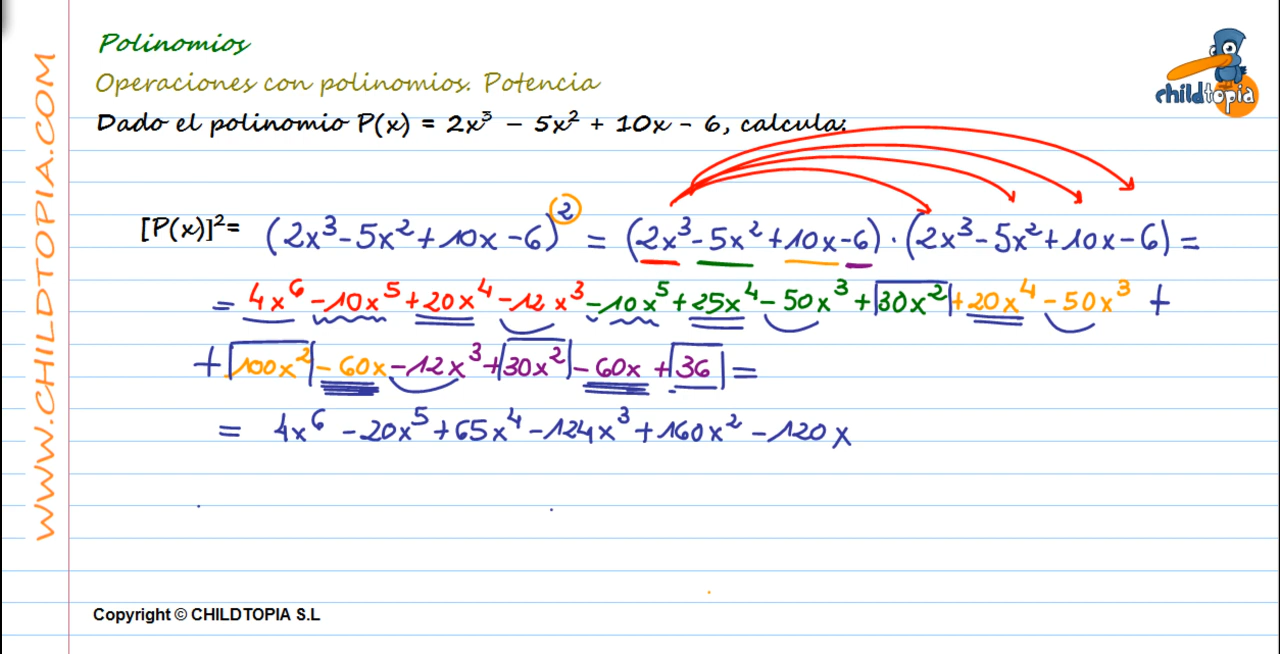 Polinomios
Operaciones con polinomios. Potencia
Dado el polinomio P(x) = 2x³ − 5x² + 10x − 6, calcula:
[P(x)]²= (2x³−5x²+10x−6)² = (2x³−5x²+10x−6)·(2x³−5x²+10x−6) =
= 4x⁶ −10x⁵ +20x⁴ −12x³ −10x⁵ +25x⁴ −50x³ +30x² +20x⁴ −50x³ +
+100x² −60x −12x³ +30x² −60x +36 =
= 4x⁶ −20x⁵ +65x⁴ −124x³ +160x² −120x
Copyright © CHILDTOPIA S.L
WWW.CHILDTOPIA.COM
childtopia